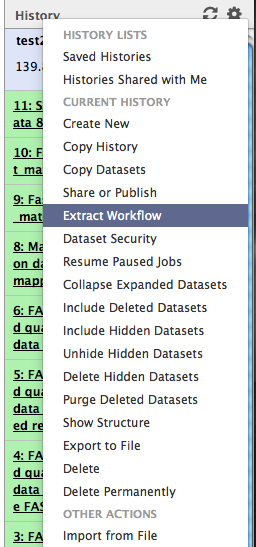 History
HISTORY LISTS
test2
Saved Histories
139.
Histories Shared with Me
CURRENT HISTORY
11: S
ata 8
Create New
Copy History
10: F
t_ma
Copy Datasets
Share or Publish
9: Fa
_mat
Extract Workflow
Dataset Security
8: Ma
on da
mapp
Resume Paused Jobs
Collapse Expanded Datasets
Include Deleted Datasets
6: FA
d qua
data
Include Hidden Datasets
Unhide Hidden Datasets
5: FA
d qua
data
ed re
Delete Hidden Datasets
Purge Deleted Datasets
Show Structure
4: FA
d qua
data
e FAS
Export to File
Delete
Delete Permanently
OTHER ACTIONS
3: FA
Import from File